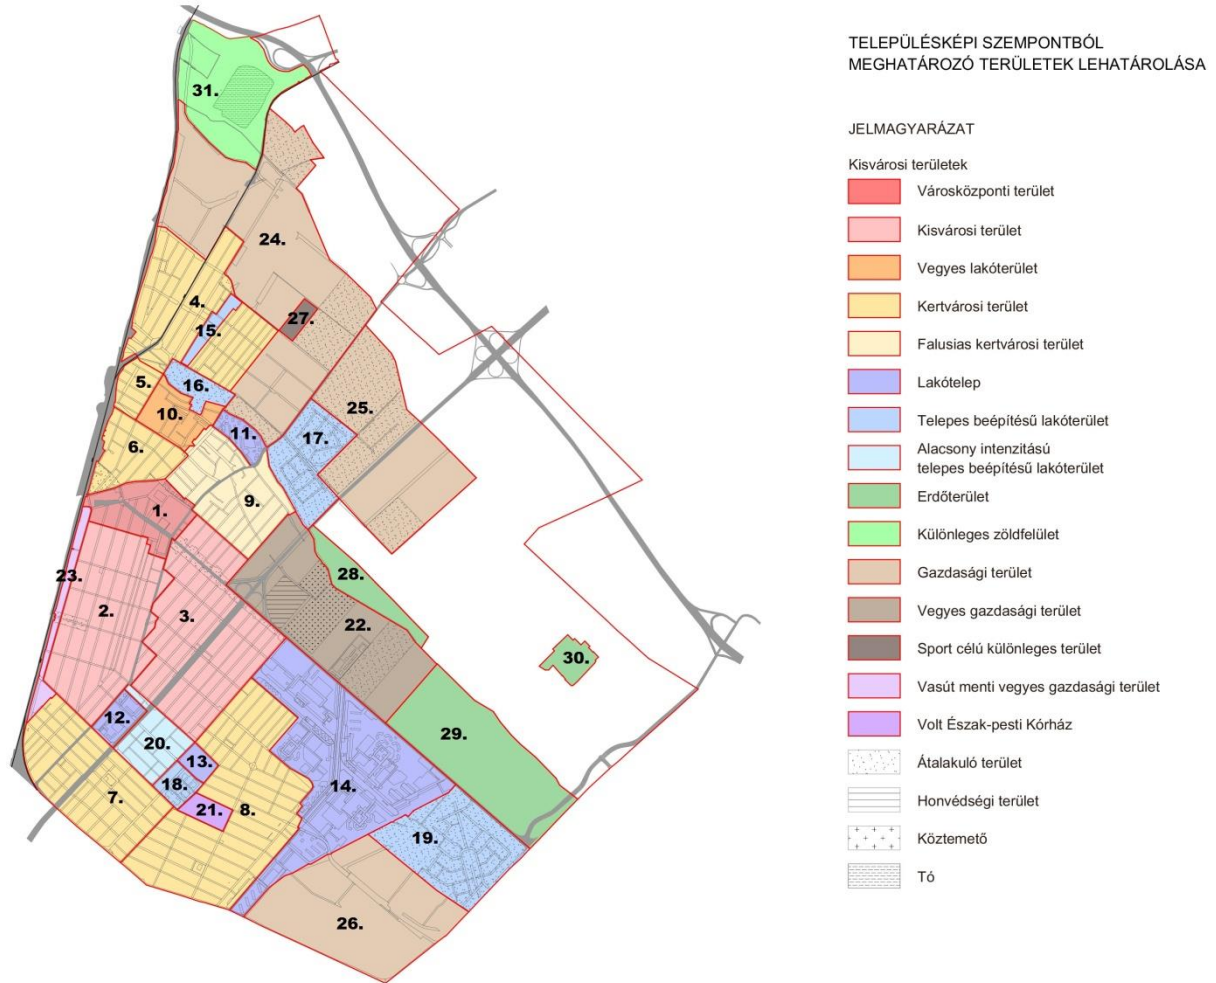 TELEPÜLÉSKÉPI SZEMPONTBÓL
MEGHATÁROZÓ TERÜLETEK LEHATÁROLÁSA
JELMAGYARÁZAT
Kisvárosi területek
Városközponti terület
Kisvárosi terület
Vegyes lakóterület
Kertvárosi terület
Falusias kertvárosi terület
Lakótelep
Telepes beépítésű lakóterület
Alacsony intenzitású
telepes beépítésű lakóterület
Erdőterület
Különleges zöldfelület
Gazdasági terület
Vegyes gazdasági terület
Sport célú különleges terület
Vasút menti vegyes gazdasági terület
Volt Észak-pesti Kórház
Átalakuló terület
Honvédségi terület
Köztemető
Tó
31.
24.
4.
27.
15.
5.
16.
25.
10.
11.
17.
6.
9.
1.
23.
28.
2.
3.
22.
30.
12.
20.
29.
13.
18.
14.
7.
21.
8.
19.
26.